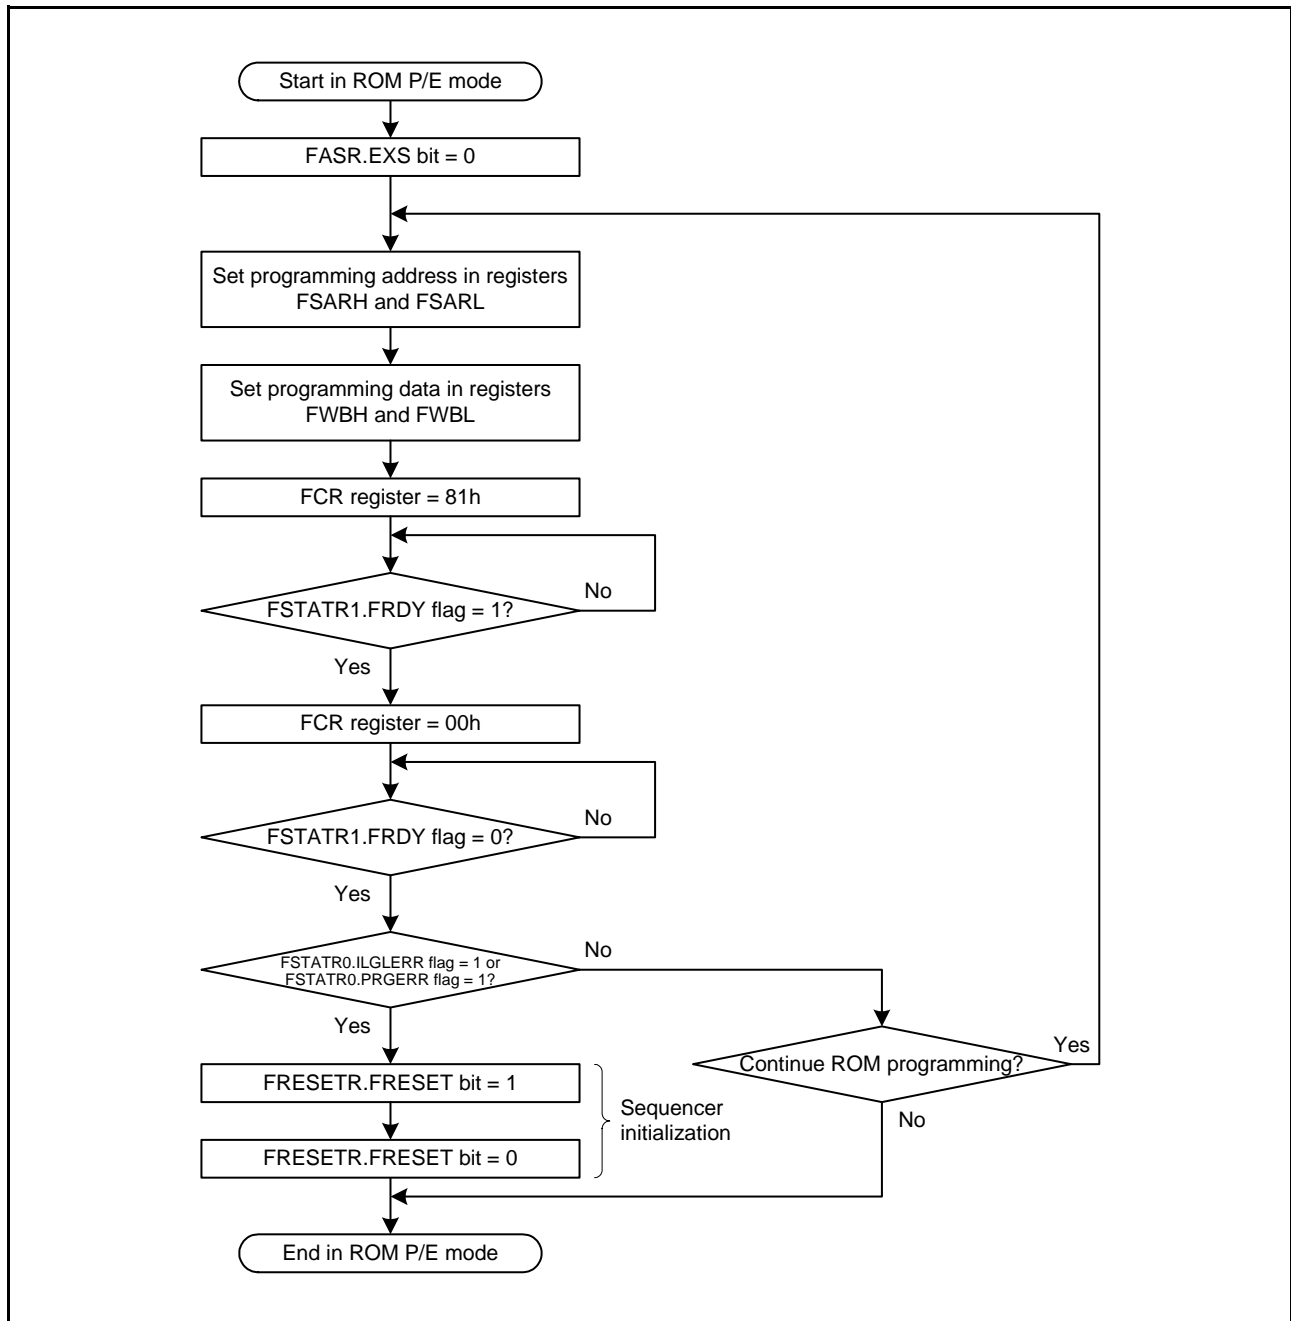 Start in ROM P/E mode
FASR.EXS bit = 0
Set programming address in registers
FSARH and FSARL
Set programming data in registers
FWBH and FWBL
FCR register = 81h
FSTATR1.FRDY flag = 1?
No
Yes
FCR register = 00h
FSTATR1.FRDY flag = 0?
No
Yes
FSTATR0.ILGLERR flag = 1 or
FSTATR0.PRGERR flag = 1?
No
Yes
Continue ROM programming?
Yes
No
FRESETR.FRESET bit = 1
FRESETR.FRESET bit = 0
Sequencer
initialization
End in ROM P/E mode